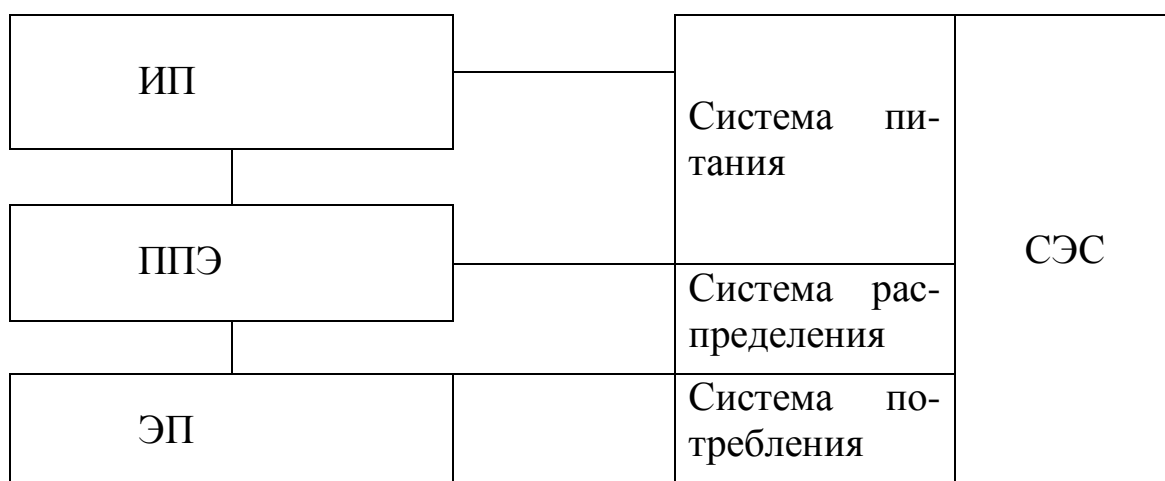 ИП
Система пи-
тания
ППЭ
СЭС
Система рас-
пределения
ЭП
Система по-
требления